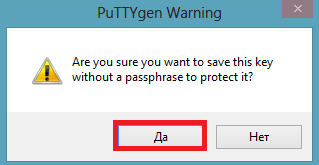 PuTTYgen Warning
Are you sure you want to save this key
without a passphrase to protect it?
Да
Нет